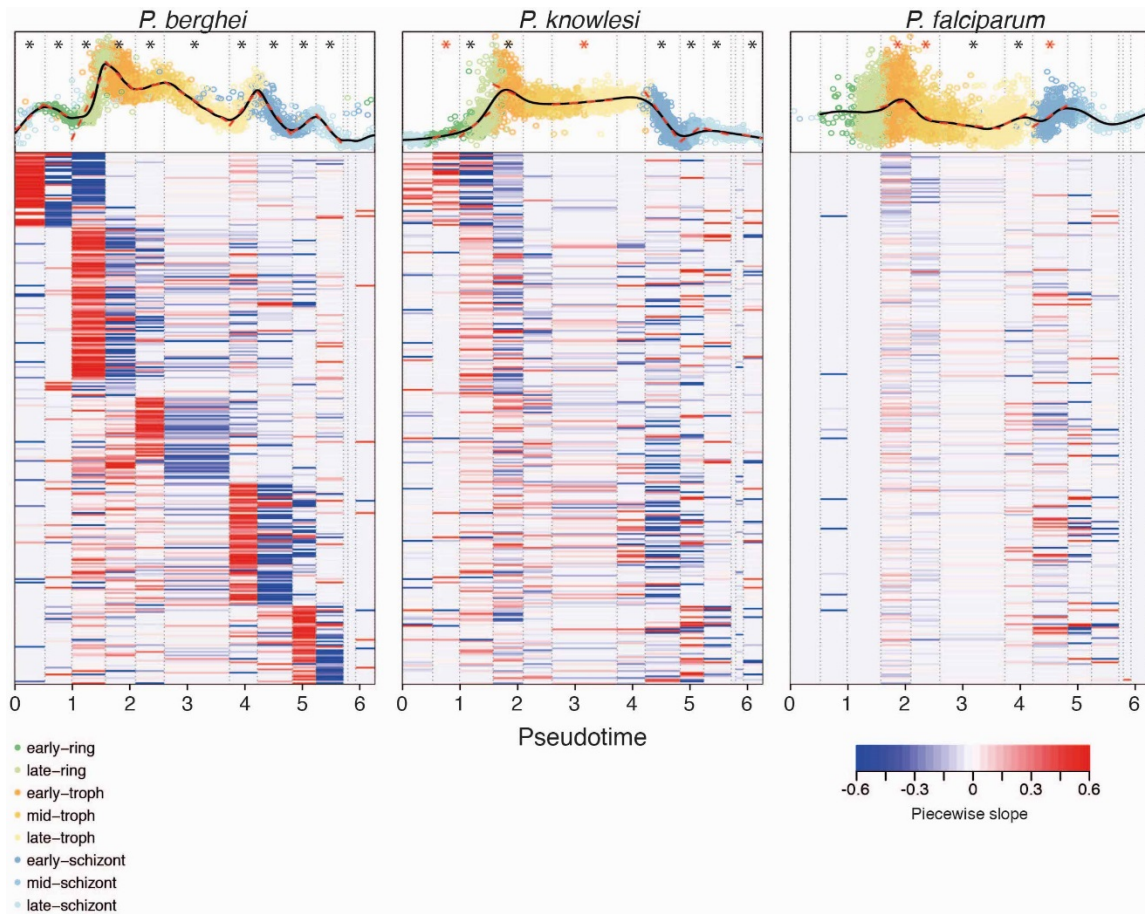 P. berghei
P. knowlesi
P. falciparum
* * * * * * * * * *
* * * * * * * *
* * * * *
0 1 2 3 4 5 6
0 1 2 3 4 5 6
0 1 2 3 4 5 6
Pseudotime
early-ring
late-ring
early-troph
mid-troph
late-troph
early-schizont
mid-schizont
late-schizont
-0.6 -0.3 0 0.3 0.6
Piecewise slope